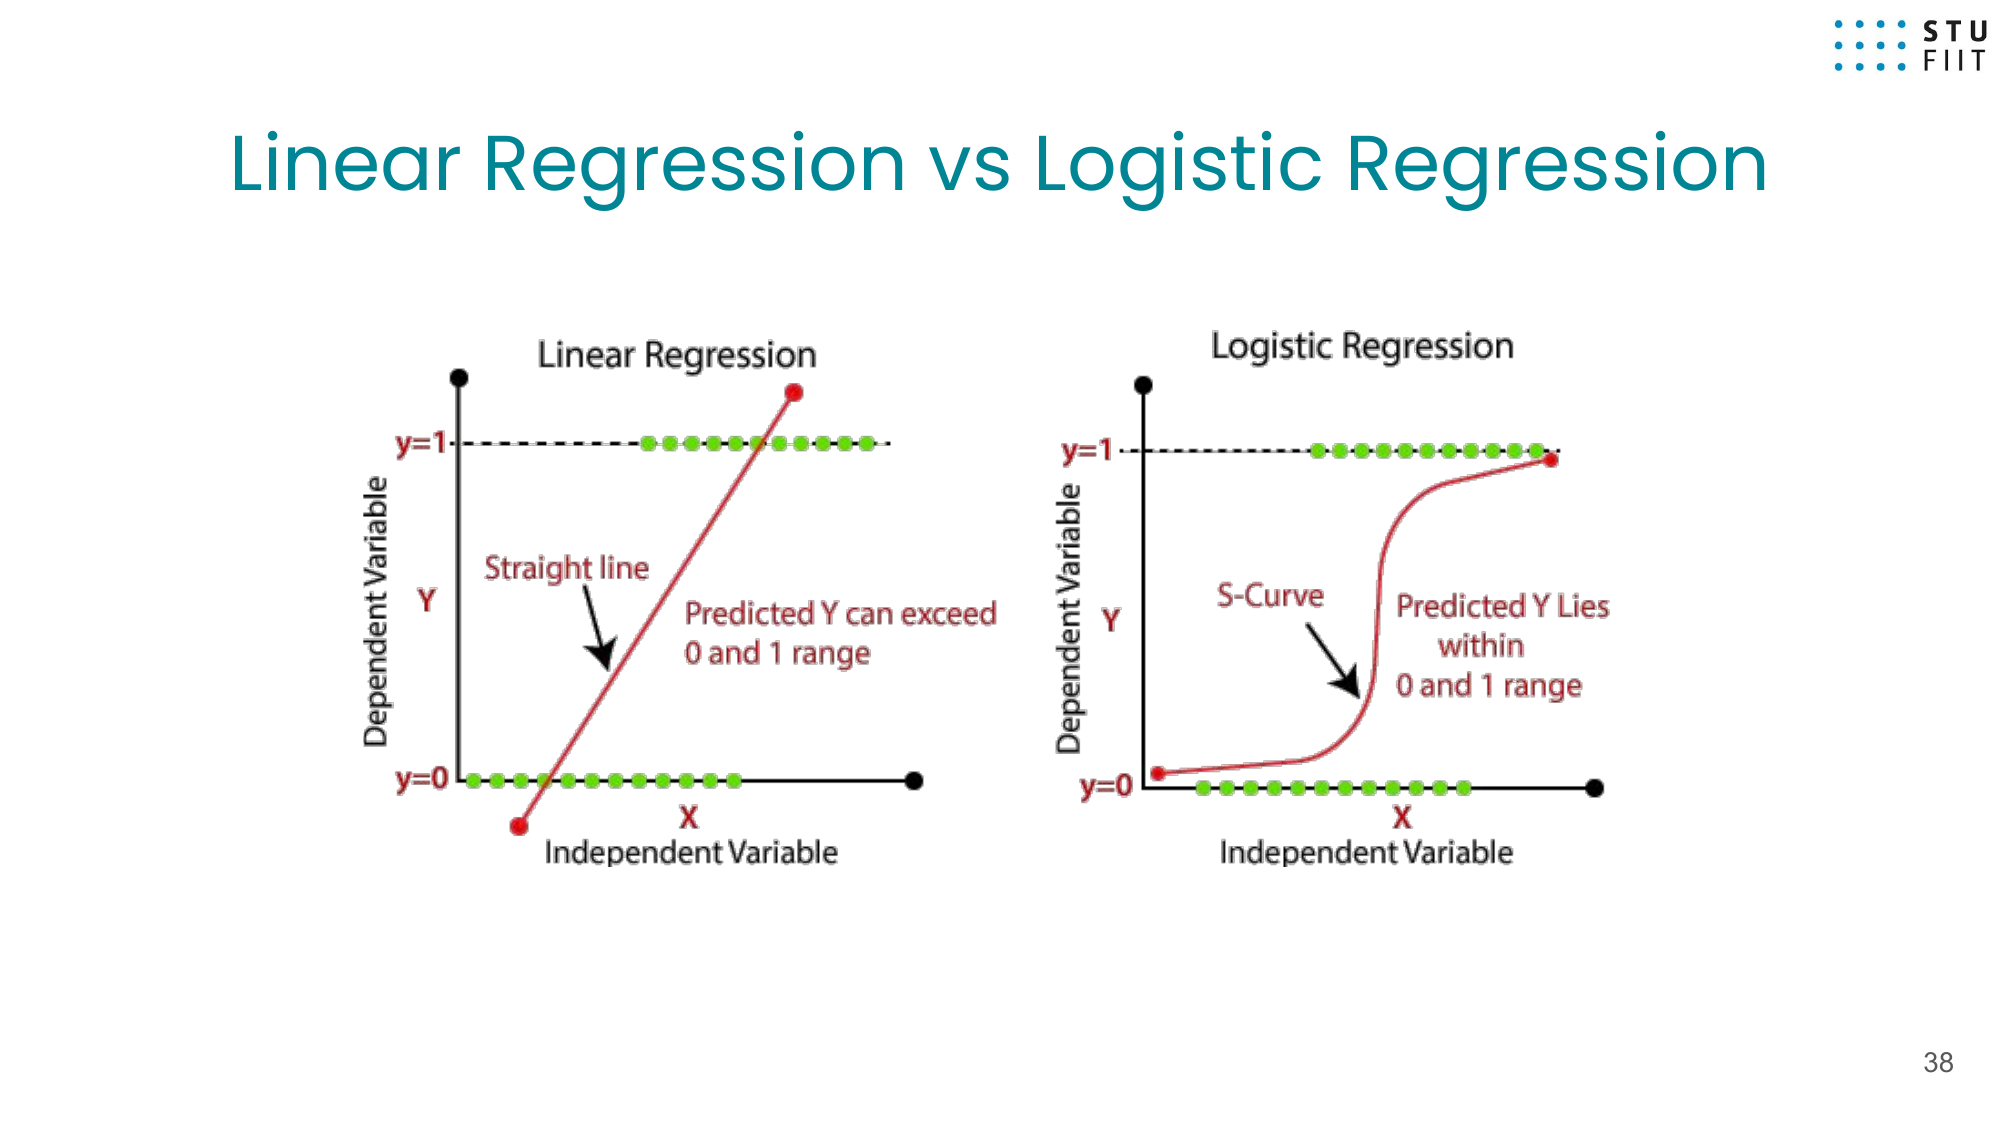 STU
FIIT
Linear Regression vs Logistic Regression
Linear Regression
y=1
Dependent Variable
Y
Straight line
Predicted Y can exceed
0 and 1 range
y=0
X
Independent Variable
Logistic Regression
y=1
Dependent Variable
Y
S-Curve
Predicted Y Lies
within
0 and 1 range
y=0
X
Independent Variable
38